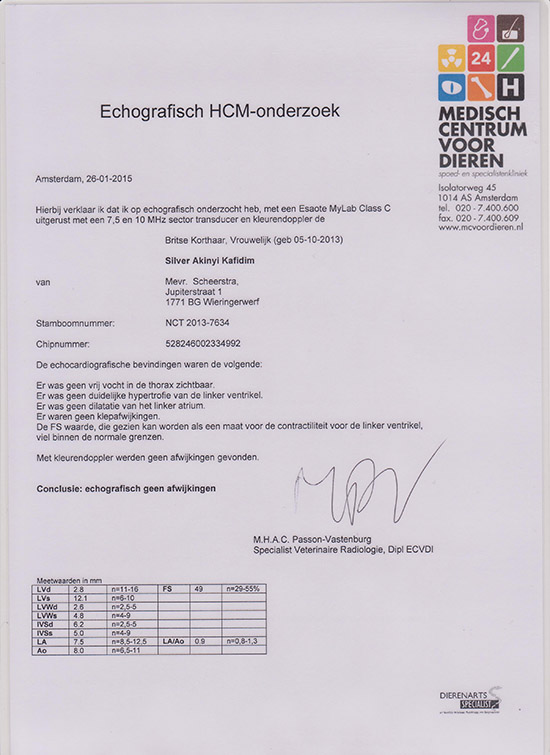 Echografisch HCM-onderzoek
24
H
MEDISCH
CENTRUM
VOOR
DIEREN
spoed- en specialistenkliniek
Isolatorweg 45
1014 AS Amsterdam
tel. 020 - 7.400.600
fax. 020 - 7.400.609
www.mcvoordieren.nl
Amsterdam, 26-01-2015
Hierbij verklaar ik dat ik op echografisch onderzocht heb, met een Esaote MyLab Class C
uitgerust met een 7,5 en 10 MHz sector transducer en kleurendoppler de
Britse Korthaar, Vrouwelijk (geb 05-10-2013)
Silver Akinyi Kafidim
van Mevr. Scheerstra,
Jupiterstraat 1
1771 BG Wieringerwerf
Stamboomnummer: NCT 2013-7634
Chipnummer: 528246002334992
De echocardiografische bevindingen waren de volgende:
Er was geen vrij vocht in de thorax zichtbaar.
Er was geen duidelijke hypertrofie van de linker ventrikel.
Er was geen dilatatie van het linker atrium.
Er waren geen klepafwijkingen.
De FS waarde, die gezien kan worden als een maat voor de contractiliteit voor de linker ventrikel,
viel binnen de normale grenzen.
Met kleurendoppler werden geen afwijkingen gevonden.
Conclusie: echografisch geen afwijkingen
M.H.A.C. Passon-Vastenburg
Specialist Veterinaire Radiologie, Dipl ECVDI
Meetwaarden in mm
LVd 2.8 n=11-16 FS 49 n=29-55%
LVs 12.1 n=6-10
LVWd 2.6 n=2,5-5
LVWs 4.8 n=4-9
IVSd 6.2 n=2,5-5
IVSs 5.0 n=4-9
LA 7.5 n=8,5-12,5 LA/Ao 0.9 n=0,8-1,3
Ao 8.0 n=6,5-11
DIERENARTS
SPECIALIST